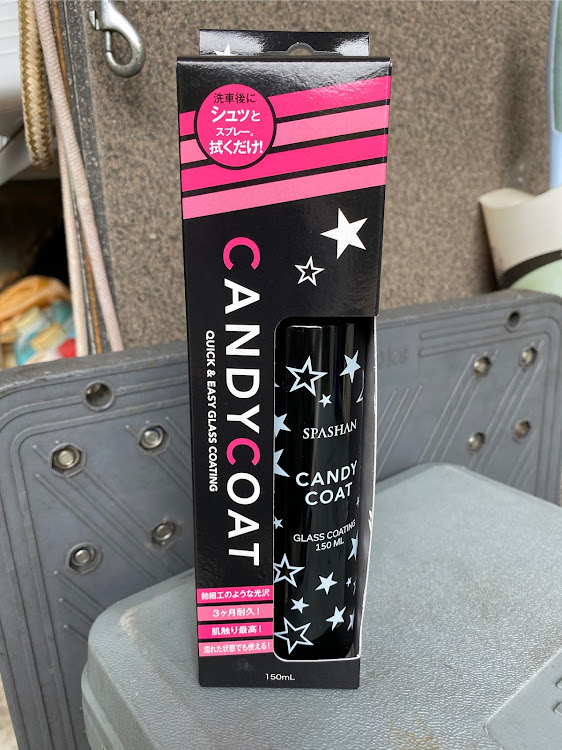 洗車後に
シュッと
スプレー。
拭くだけ!
CANDYCOAT
QUICK & EASY GLASS COATING
SPASHAN
CANDY
COAT
GLASS COATING
150 ML
飴細工のような光沢
3ヶ月耐久!
肌触り最高!
濡れた状態でも使える!
150mL